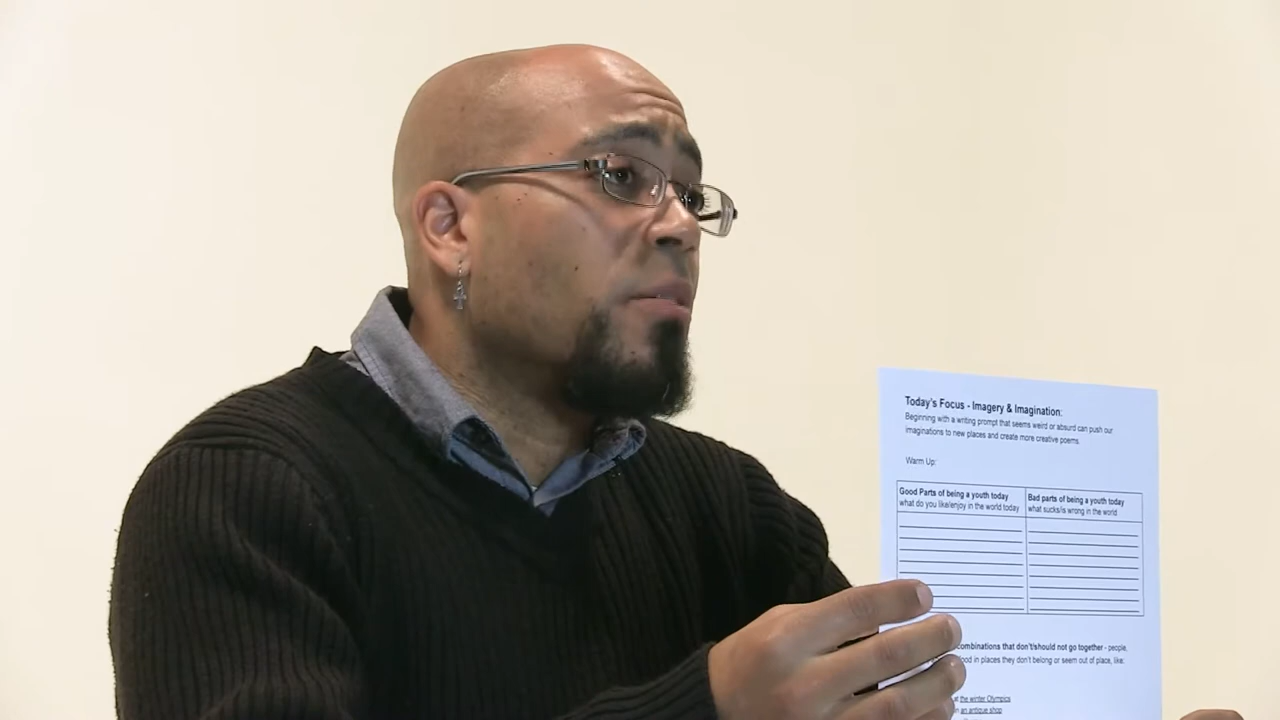 Today's Focus - Imagery & Imagination:
Beginning with a writing prompt that seems weird or absurd can push our
imaginations to new places and create more creative poems.
Warm Up:
Good Parts of being a youth today
what do you like/enjoy in the world today
Bad parts of being a youth today
what sucks/is wrong in the world
combinations that don't/should not go together - people,
food in places they don't belong or seem out of place, like:
at the winter Olympics
in an antique shop